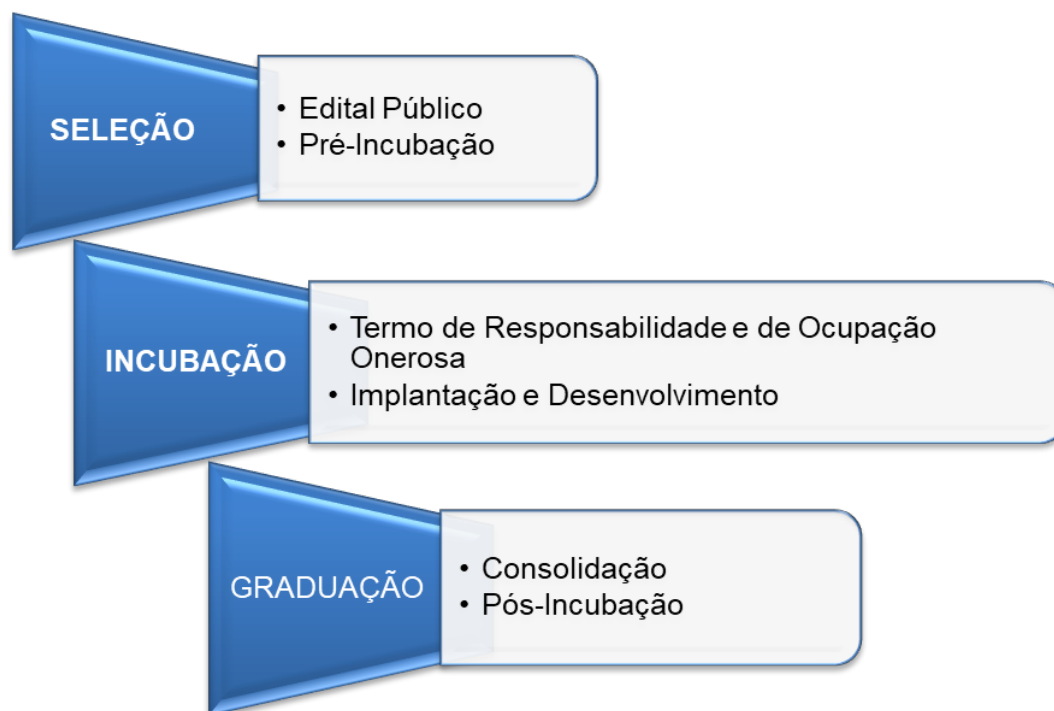 SELEÇÃO
• Edital Público
• Pré-Incubação
INCUBAÇÃO
• Termo de Responsabilidade e de Ocupação
Onerosa
• Implantação e Desenvolvimento
GRADUAÇÃO
• Consolidação
• Pós-Incubação